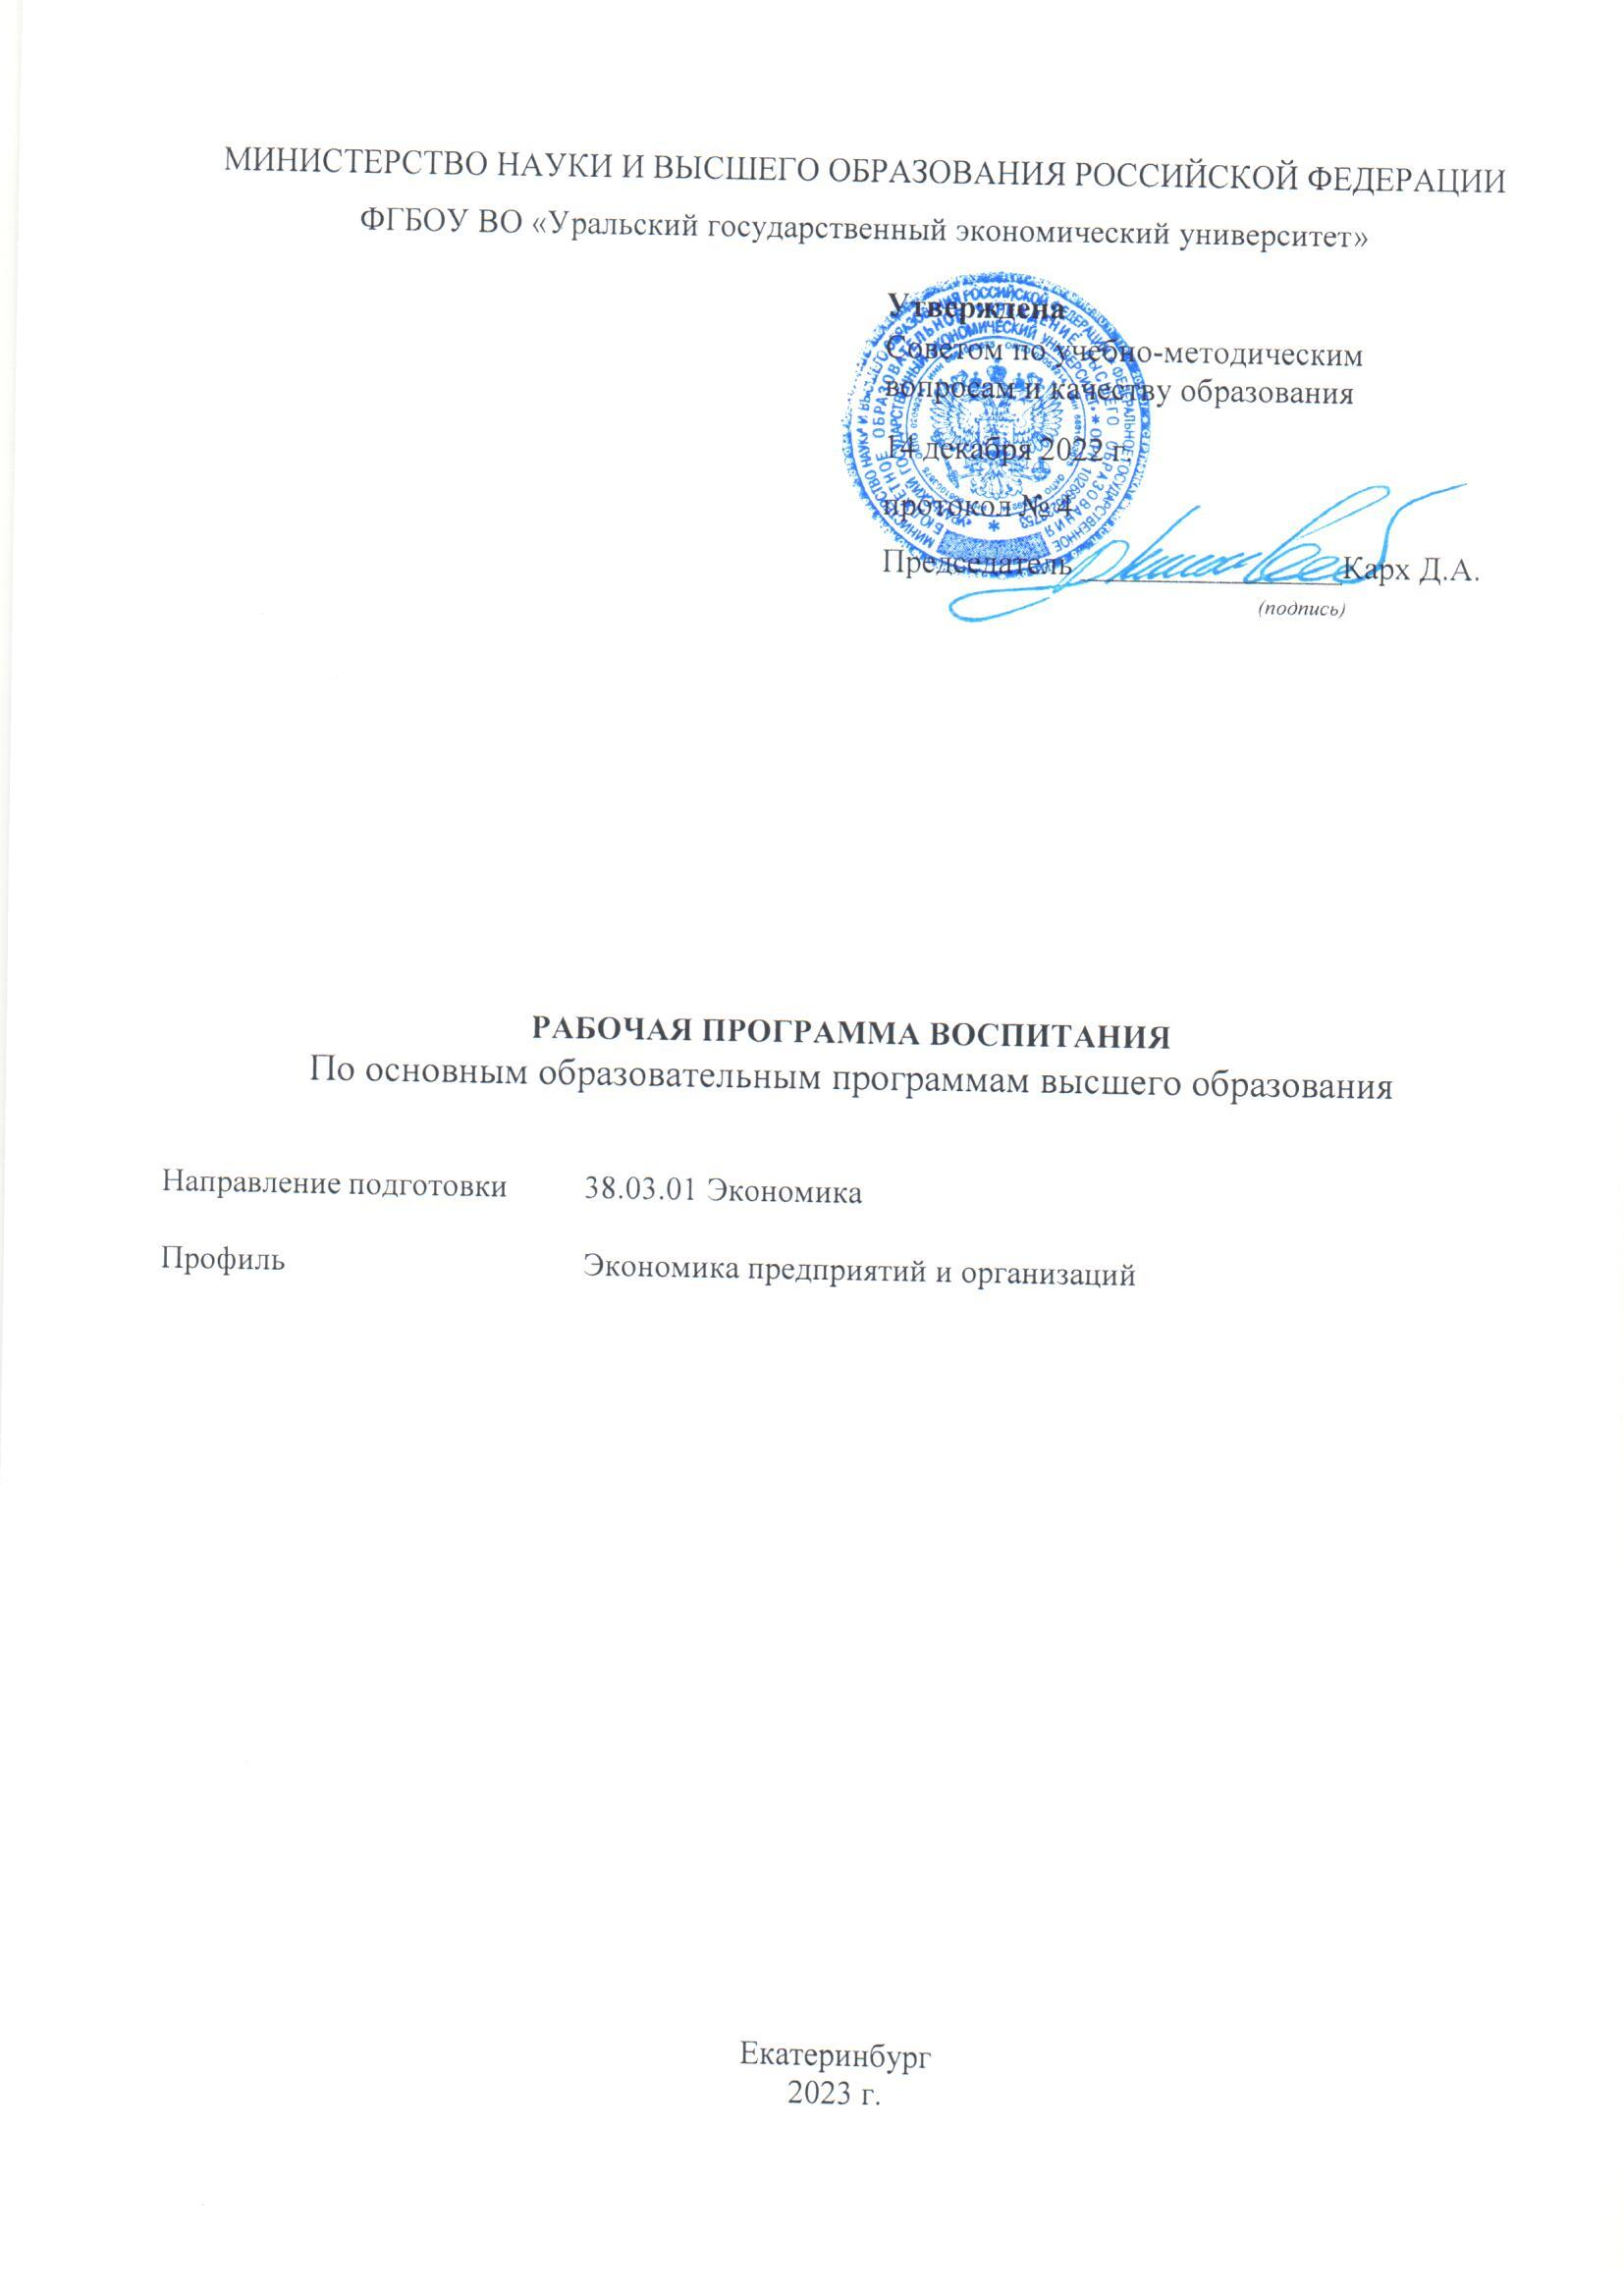 МИНИСТЕРСТВО НАУКИ И ВЫСШЕГО ОБРАЗОВАНИЯ РОССИЙСКОЙ ФЕДЕРАЦИИ
ФГБОУ ВО «Уральский государственный экономический университет»
Утверждена
Советом по учебно-методическим
вопросам и качеству образования
14 декабря 2022 г.
протокол № 4
Председатель Карх Д.А.
(подпись)
РАБОЧАЯ ПРОГРАММА ВОСПИТАНИЯ
По основным образовательным программам высшего образования
Направление подготовки 38.03.01 Экономика
Профиль Экономика предприятий и организаций
Екатеринбург
2023 г.